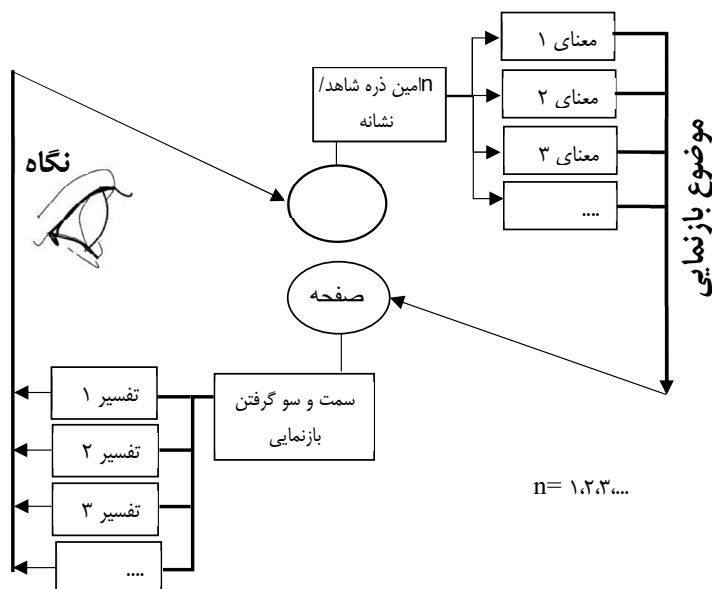 معنای ۱
معنای ۲
معنای ۳
....
موضوع بازنمایی
nامین ذره شاهد/
نشانه
نگاه
صفحه
سمت و سو گرفتن
بازنمایی
تفسیر ۱
تفسیر ۲
تفسیر ۳
....
n= ۱،۲،۳،...